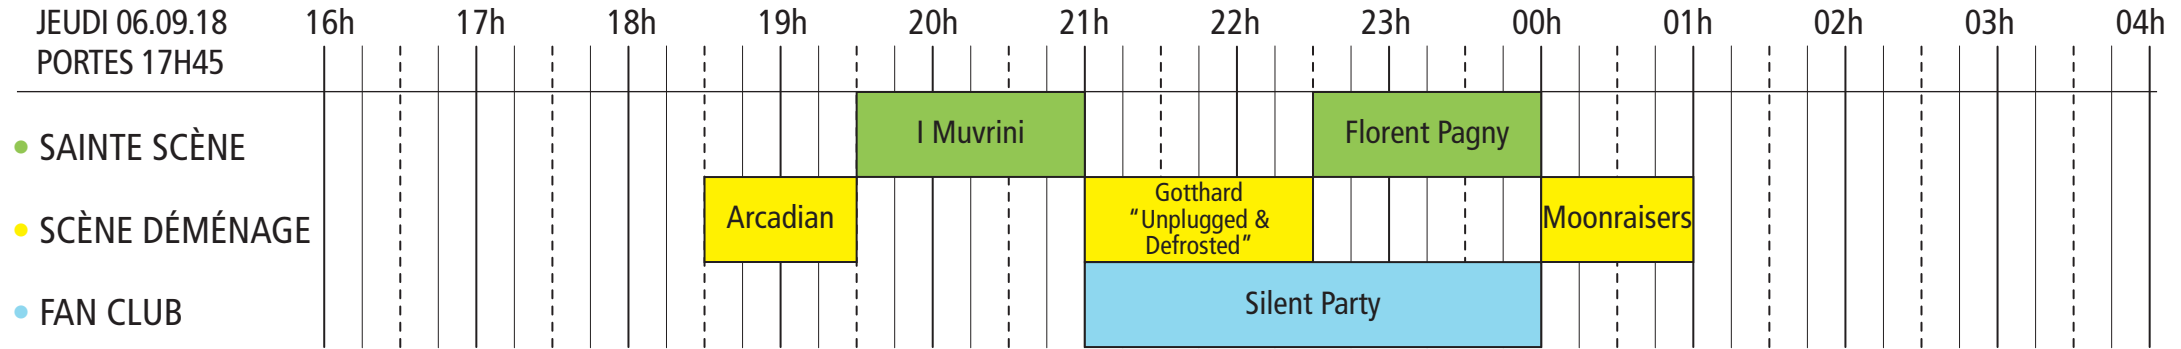 JEUDI 06.09.18
PORTES 17H45
16h 17h 18h 19h 20h 21h 22h 23h 00h 01h 02h 03h 04h
• SAINTE SCÈNE
I Muvrini
Florent Pagny
• SCÈNE DÉMÉNAGE
Arcadian
Gotthard
“Unplugged &
Defrosted”
Moonraisers
• FAN CLUB
Silent Party